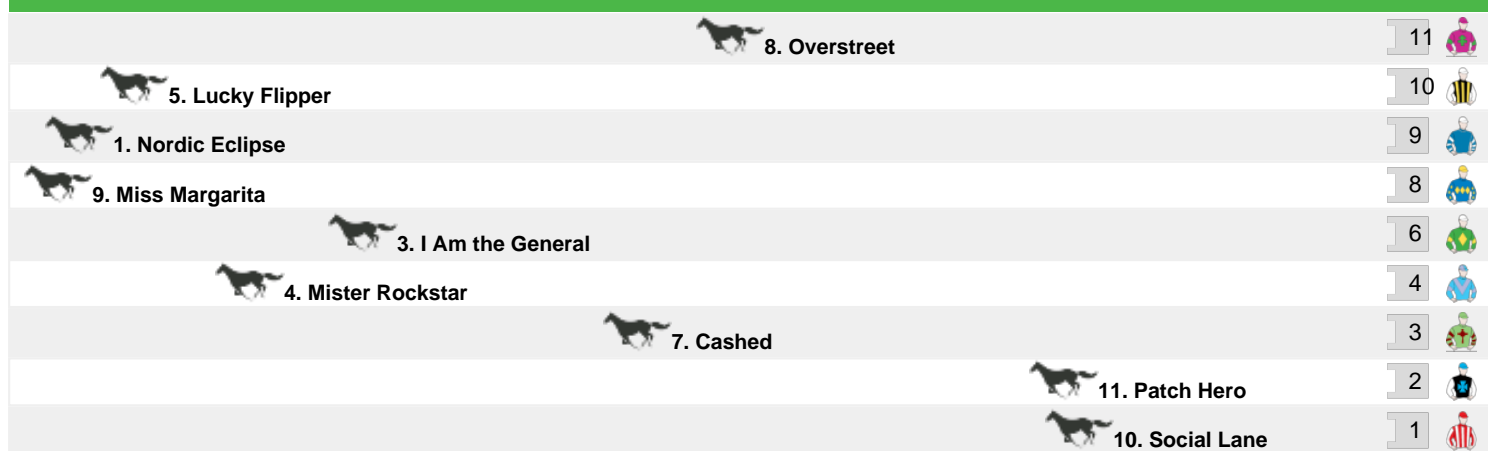 8. Overstreet 11
5. Lucky Flipper 10
1. Nordic Eclipse 9
9. Miss Margarita 8
3. I Am the General 6
4. Mister Rockstar 4
7. Cashed 3
11. Patch Hero 2
10. Social Lane 1